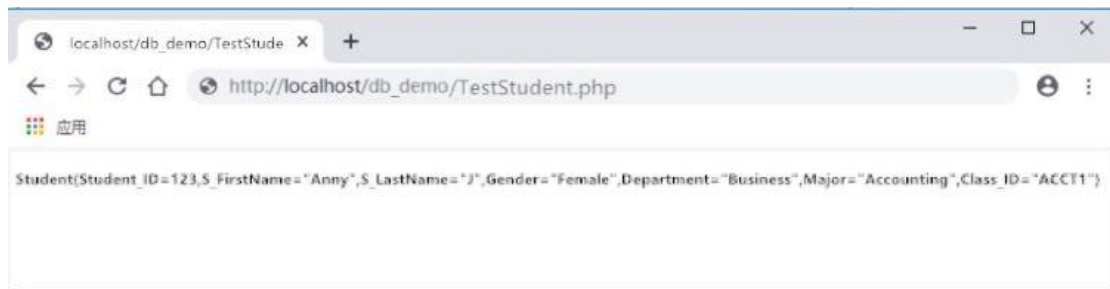 localhost/db_demo/TestStude
http://localhost/db_demo/TestStudent.php
应用
Student{Student_ID=123,S_FirstName="Anny",S_LastName="J",Gender="Female",Department="Business",Major="Accounting",Class_ID="ACCT1"}